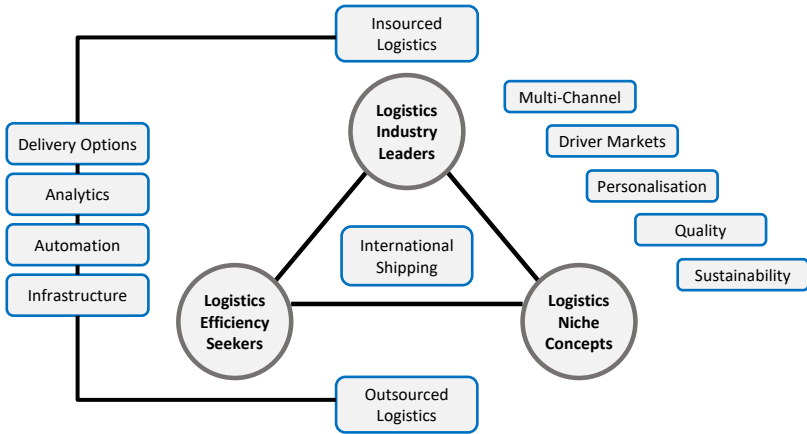 Insourced
Logistics
Logistics
Industry
Leaders
Multi-Channel
Driver Markets
Personalisation
Quality
Sustainability
Delivery Options
Analytics
Automation
Infrastructure
International
Shipping
Logistics
Efficiency
Seekers
Logistics
Niche
Concepts
Outsourced
Logistics